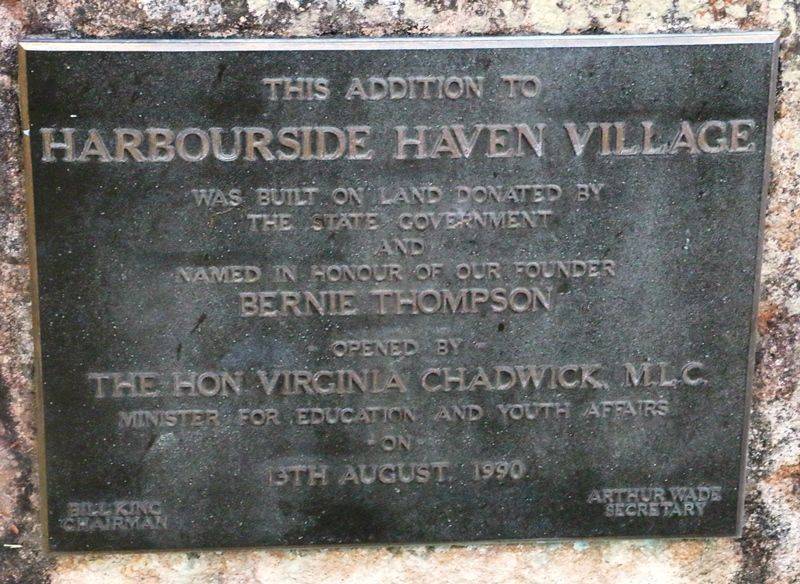 THIS ADDITION TO
HARBOURSIDE HAVEN VILLAGE
WAS BUILT ON LAND DONATED BY
THE STATE GOVERNMENT
AND
NAMED IN HONOUR OF OUR FOUNDER
BERNIE THOMPSON
- OPENED BY -
THE HON VIRGINIA CHADWICK, M.L.C.
MINISTER FOR EDUCATION AND YOUTH AFFAIRS
- ON -
13TH AUGUST, 1990
BILL KING
CHAIRMAN
ARTHUR WADE
SECRETARY